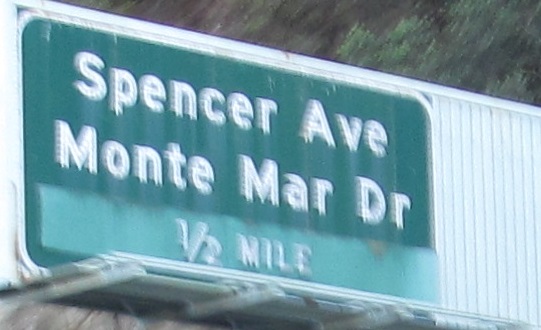 Spencer Ave
Monte Mar Dr
½ MILE